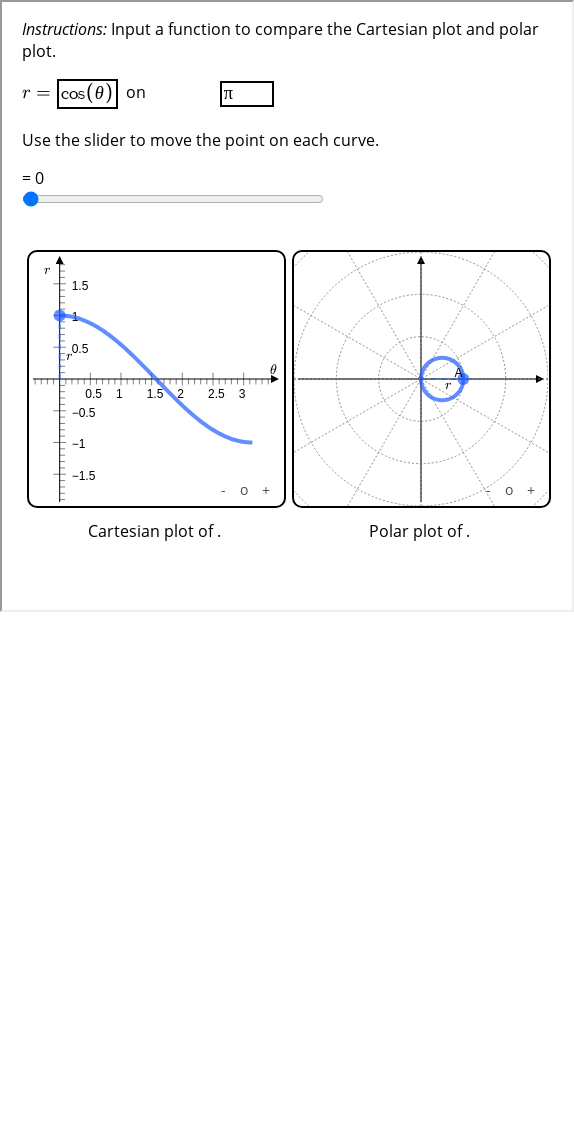 Instructions: Input a function to compare the Cartesian plot and polar
plot.
r = cos(θ) on π
Use the slider to move the point on each curve.
= 0
r
1.5
1
0.5
r
θ
0.5 1 1.5 2 2.5 3
−0.5
−1
−1.5
- o +
A
r
- o +
Cartesian plot of .
Polar plot of .